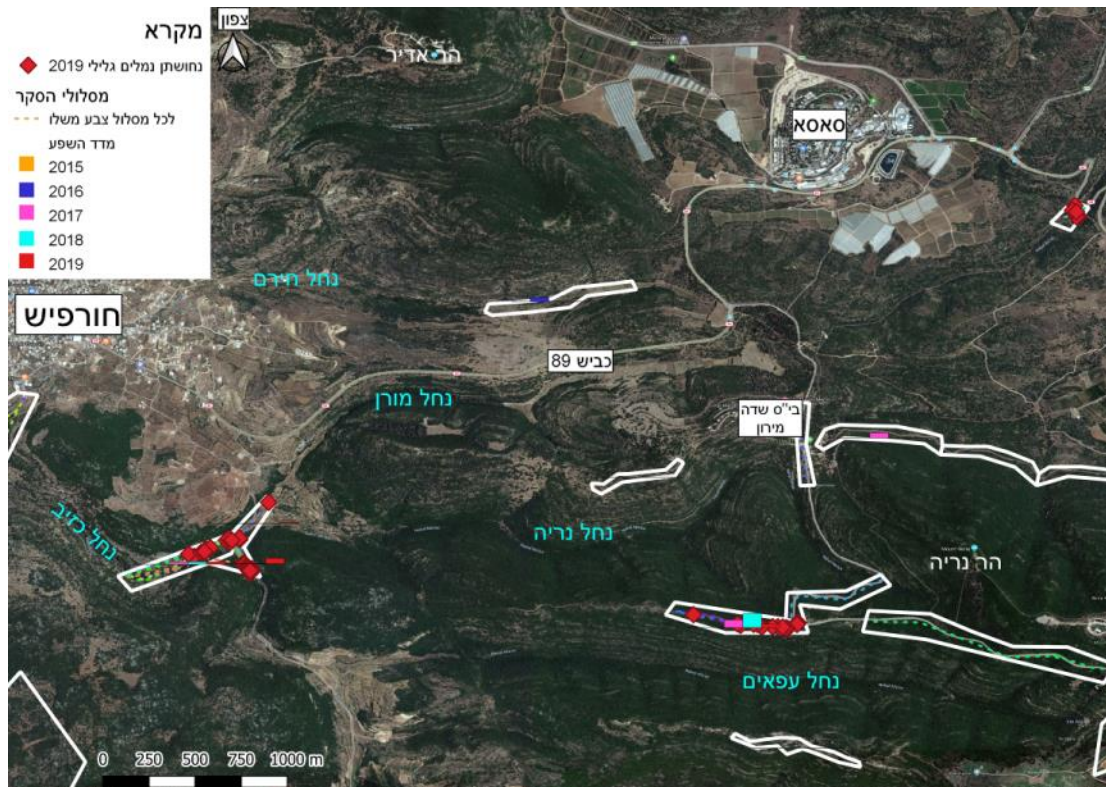 מקרא
נחושתן נמלים גלילי 2019
מסלולי הסקר
לכל מסלול צבע משלו
מדד השפע
2015
2016
2017
2018
2019
צפון
הר אדיר
סאסא
נחל חירם
חורפיש
כביש 89
נחל מורן
בי"ס שדה
מירון
נחל כזיב
נחל נריה
הר נריה
נחל עפאים
0 250 500 750 1000 m